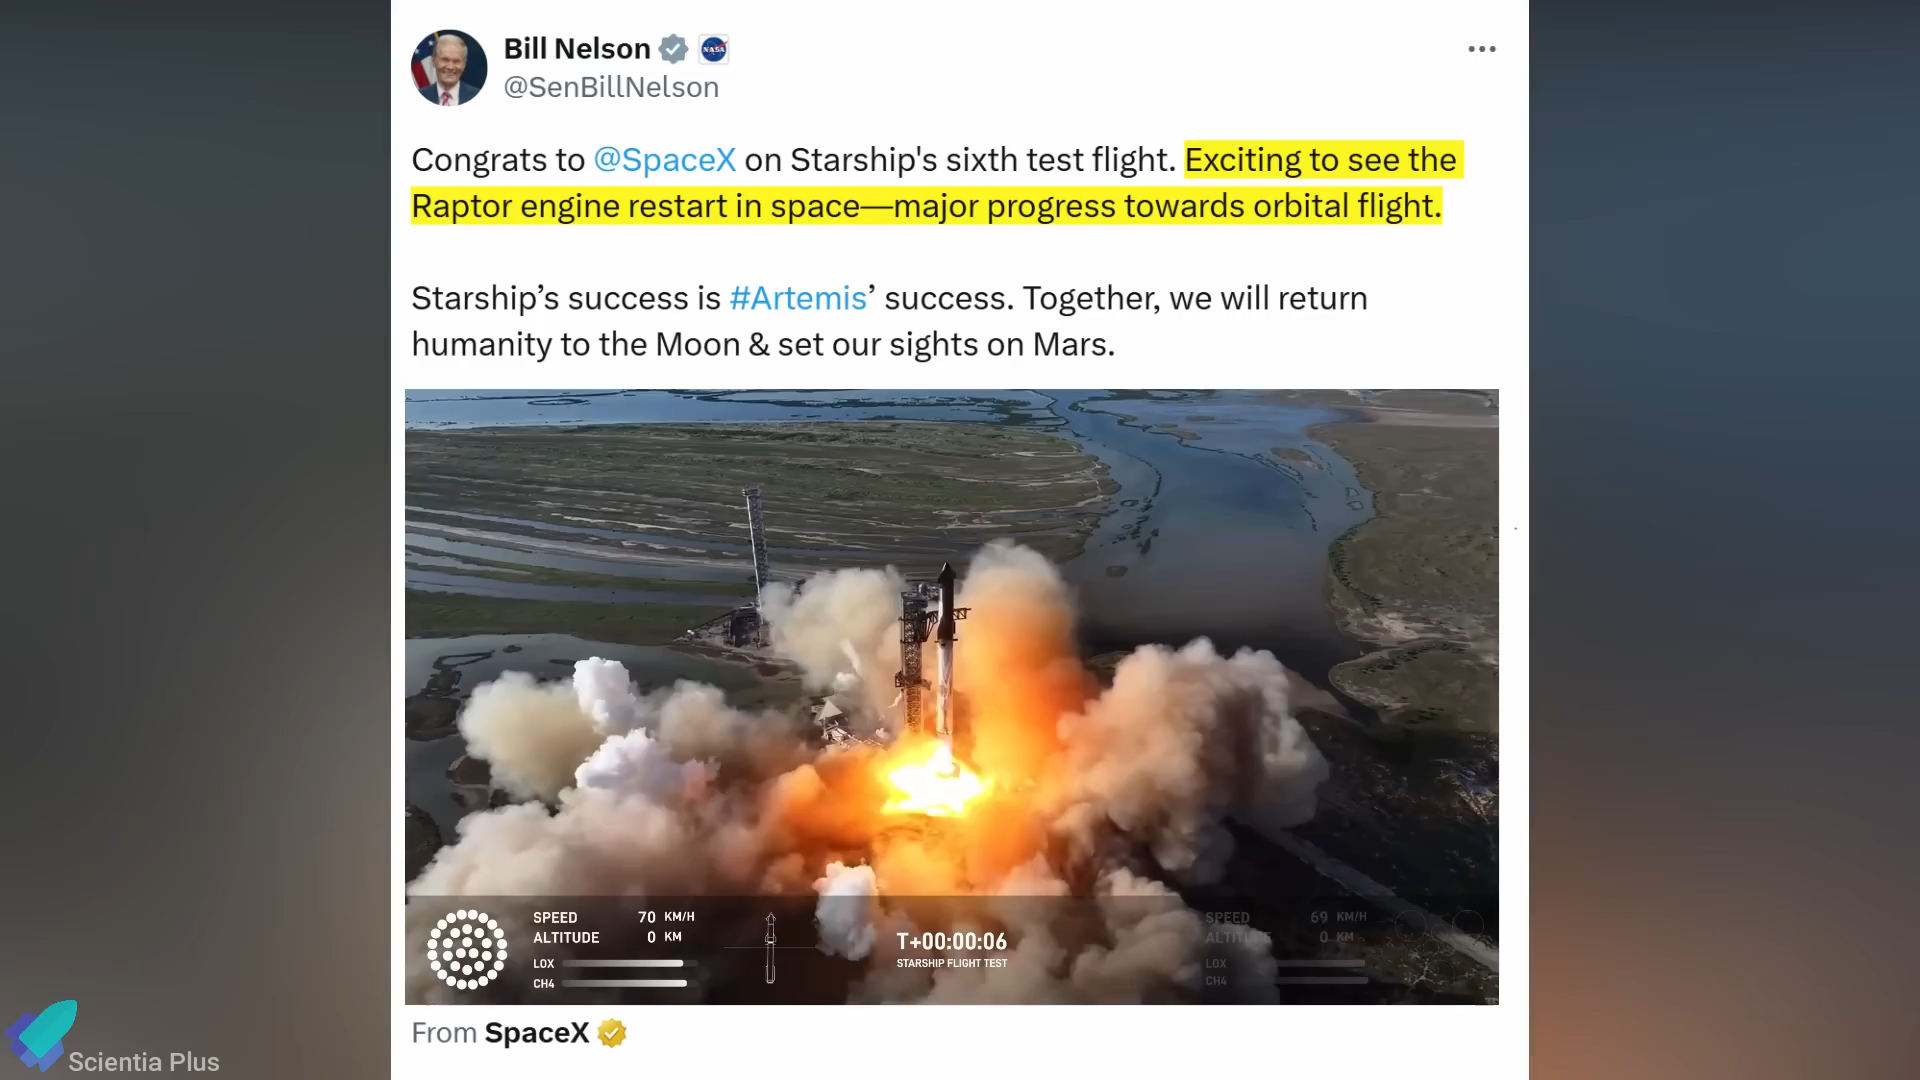 Bill Nelson
NASA
@SenBillNelson
Congrats to @SpaceX on Starship's sixth test flight. Exciting to see the
Raptor engine restart in space—major progress towards orbital flight.
Starship’s success is #Artemis’ success. Together, we will return
humanity to the Moon & set our sights on Mars.
SPEED 70 KM/H
ALTITUDE 0 KM
LOX
CH4
T+00:00:06
STARSHIP FLIGHT TEST
SPEED 69 KM/H
ALTITUDE 0 KM
LOX
CH4
From SpaceX
Scientia Plus